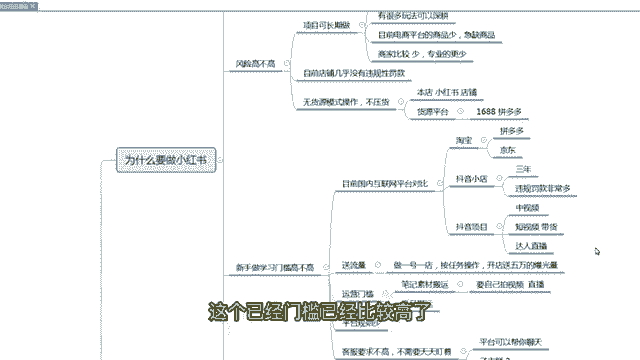 有很多玩法可以深耕
项目可长期做
目前电商平台的商品少，急缺商品
商家比较 少，专业的更少
风险高不高
目前店铺几乎没有违规性罚款
本店 小红书 店铺
无货源模式操作，不压货
货源平台
1688 拼多多
为什么要做小红书
拼多多
淘宝
京东
三年
目前国内互联网平台对比
抖音小店
违规罚款非常多
中视频
抖音项目
短视频 带货
达人直播
新手做学习门槛高不高
送流量
做一号一店，按任务操作，开店送五万的曝光量
笔记素材搬运
要自己拍视频 直播
运营门槛
这个已经门槛已经比较高了
平台可以帮你聊天
客服要求不高，不需要天天盯着